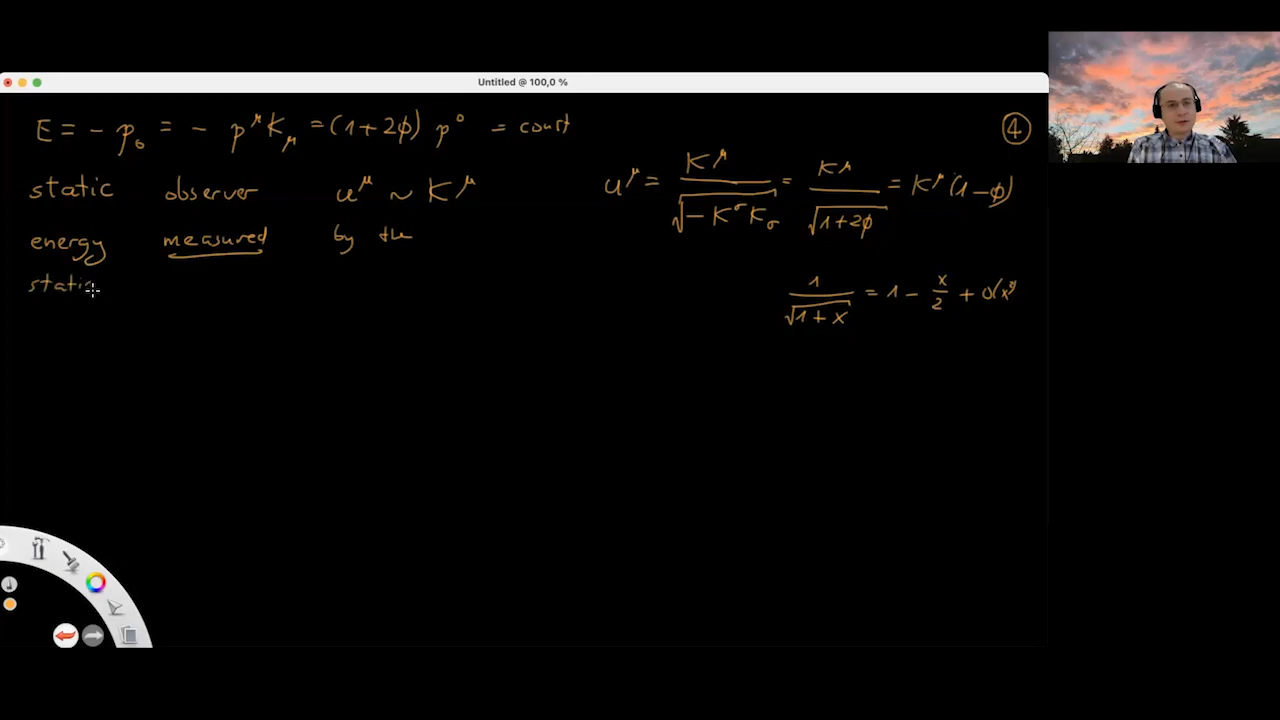 Untitled @ 100,0 %
E = - p₀ = - p^μ K_μ = (1+2ϕ) p⁰ = const
④
static observer u^μ ~ K^μ
u^μ = K^μ / √(-K^σ K_σ) = K^μ / √(1+2ϕ) = K^μ (1-ϕ)
energy measured by the
static
1 / √(1+x) = 1 - x/2 + O(x²)